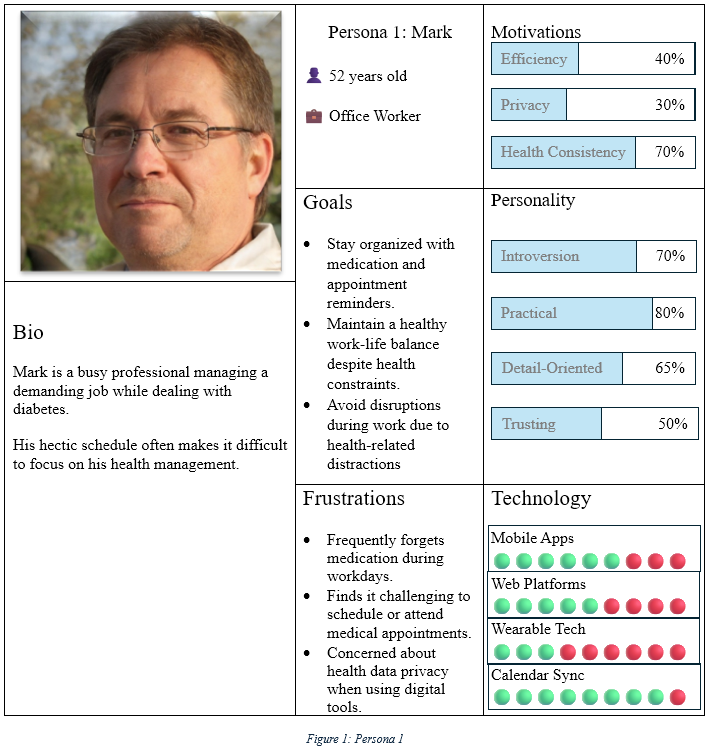 Persona 1: Mark
52 years old
Office Worker
Motivations
Efficiency 40%
Privacy 30%
Health Consistency 70%
Bio
Mark is a busy professional managing a
demanding job while dealing with
diabetes.
His hectic schedule often makes it difficult
to focus on his health management.
Goals
• Stay organized with
medication and
appointment
reminders.
• Maintain a healthy
work-life balance
despite health
constraints.
• Avoid disruptions
during work due to
health-related
distractions
Personality
Introversion 70%
Practical 80%
Detail-Oriented 65%
Trusting 50%
Frustrations
• Frequently forgets
medication during
workdays.
• Finds it challenging to
schedule or attend
medical appointments.
• Concerned about
health data privacy
when using digital
tools.
Technology
Mobile Apps
Web Platforms
Wearable Tech
Calendar Sync
Figure 1: Persona 1